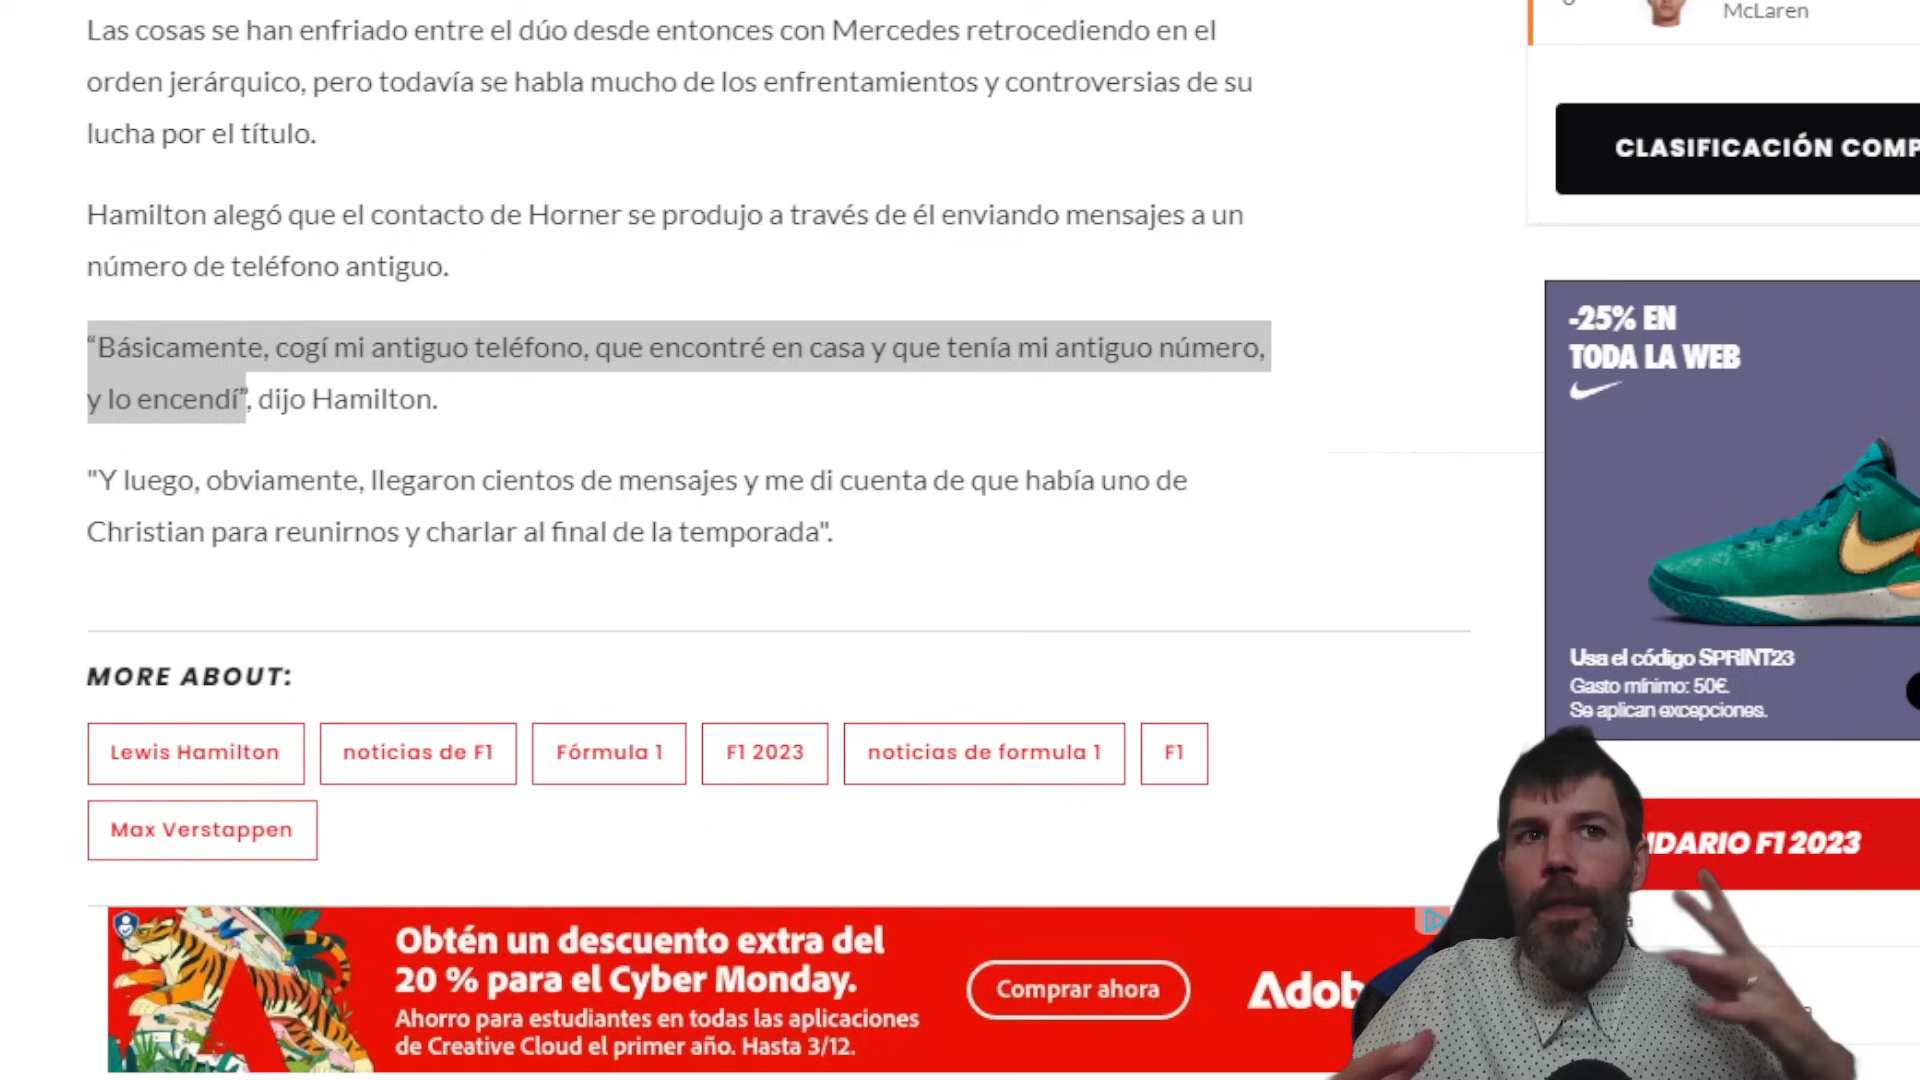 Las cosas se han enfriado entre el dúo desde entonces con Mercedes retrocediendo en el
orden jerárquico, pero todavía se habla mucho de los enfrentamientos y controversias de su
lucha por el título.
Hamilton alegó que el contacto de Horner se produjo a través de él enviando mensajes a un
número de teléfono antiguo.
“Básicamente, cogí mi antiguo teléfono, que encontré en casa y que tenía mi antiguo número,
y lo encendí”, dijo Hamilton.
"Y luego, obviamente, llegaron cientos de mensajes y me di cuenta de que había uno de
Christian para reunirnos y charlar al final de la temporada".
MORE ABOUT:
Lewis Hamilton noticias de F1 Fórmula 1 F1 2023 noticias de formula 1 F1
Max Verstappen
Obtén un descuento extra del
20 % para el Cyber Monday.
Ahorro para estudiantes en todas las aplicaciones
de Creative Cloud el primer año. Hasta 3/12.
Comprar ahora
Adob
McLaren
CLASIFICACIÓN COMP
-25% EN
TODA LA WEB
Usa el código SPRINT23
Gasto mínimo: 50€.
Se aplican excepciones.
NDARIO F1 2023